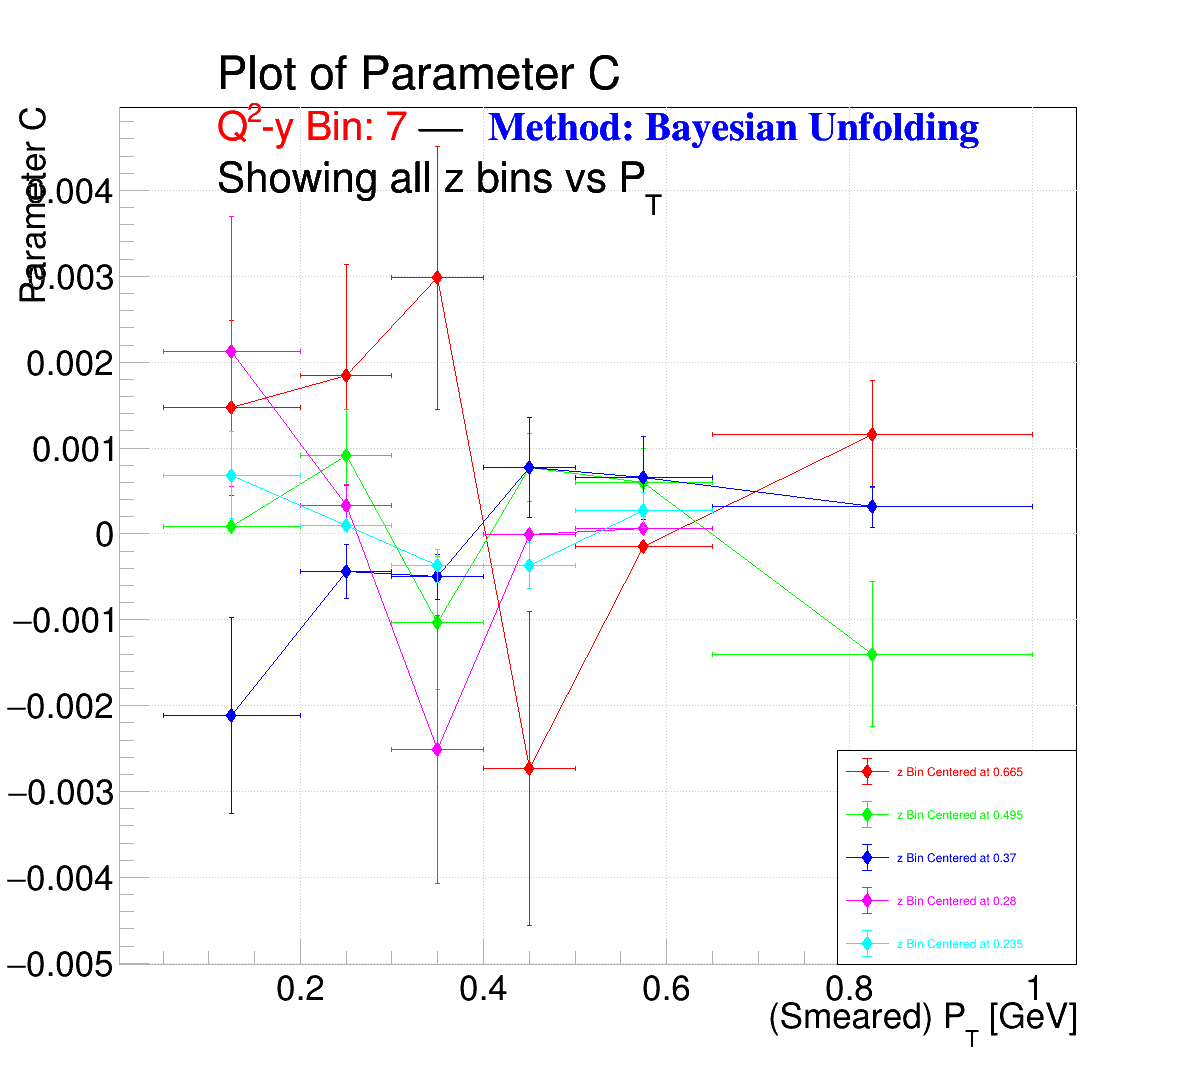 Plot of Parameter C
Q²-y Bin: 7 — Method: Bayesian Unfolding
Showing all z bins vs P_T
Parameter C
0.004
0.003
0.002
0.001
0
−0.001
−0.002
−0.003
−0.004
−0.005
z Bin Centered at 0.665
z Bin Centered at 0.495
z Bin Centered at 0.37
z Bin Centered at 0.28
z Bin Centered at 0.235
0.2 0.4 0.6 0.8 1
(Smeared) P_T [GeV]